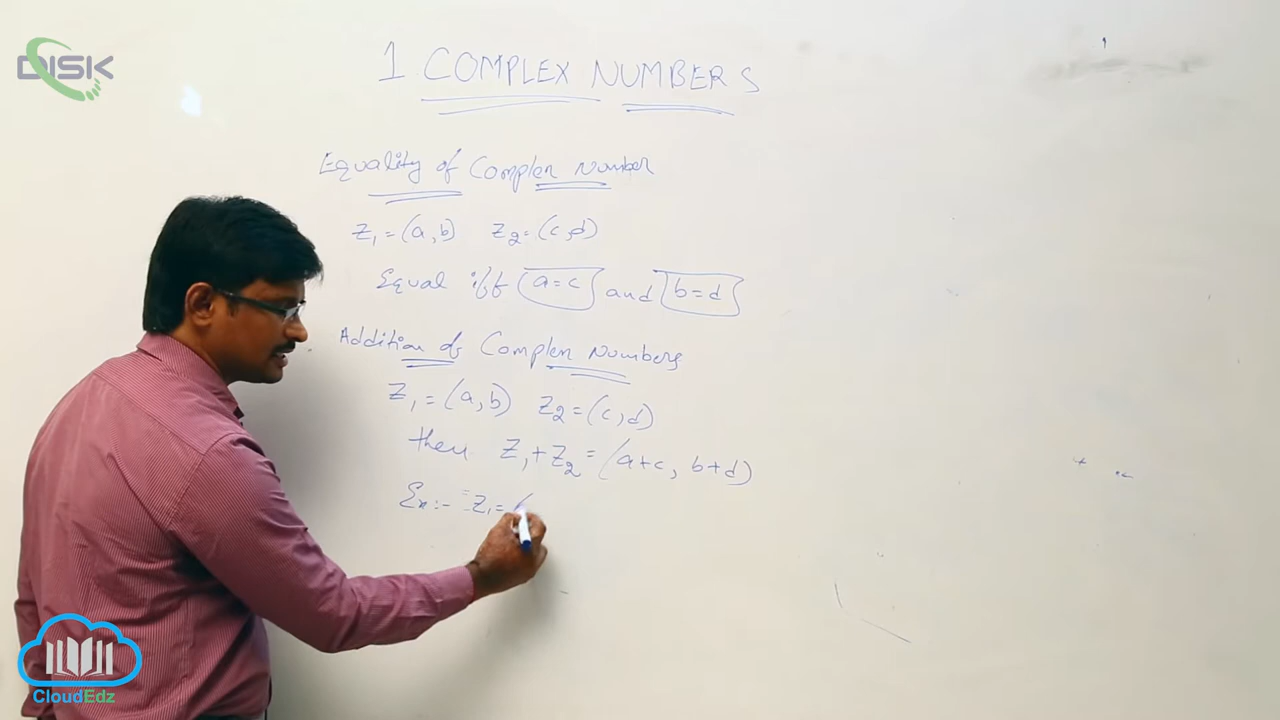 DISK
1 COMPLEX NUMBERS
Equality of Complex Number
Z₁=(a,b) Z₂=(c,d)
Equal iff a=c and b=d
Addition of Complex Numbers
Z₁=(a,b) Z₂=(c,d)
then Z₁+Z₂=(a+c, b+d)
Ex:- Z₁=(
CloudEdz